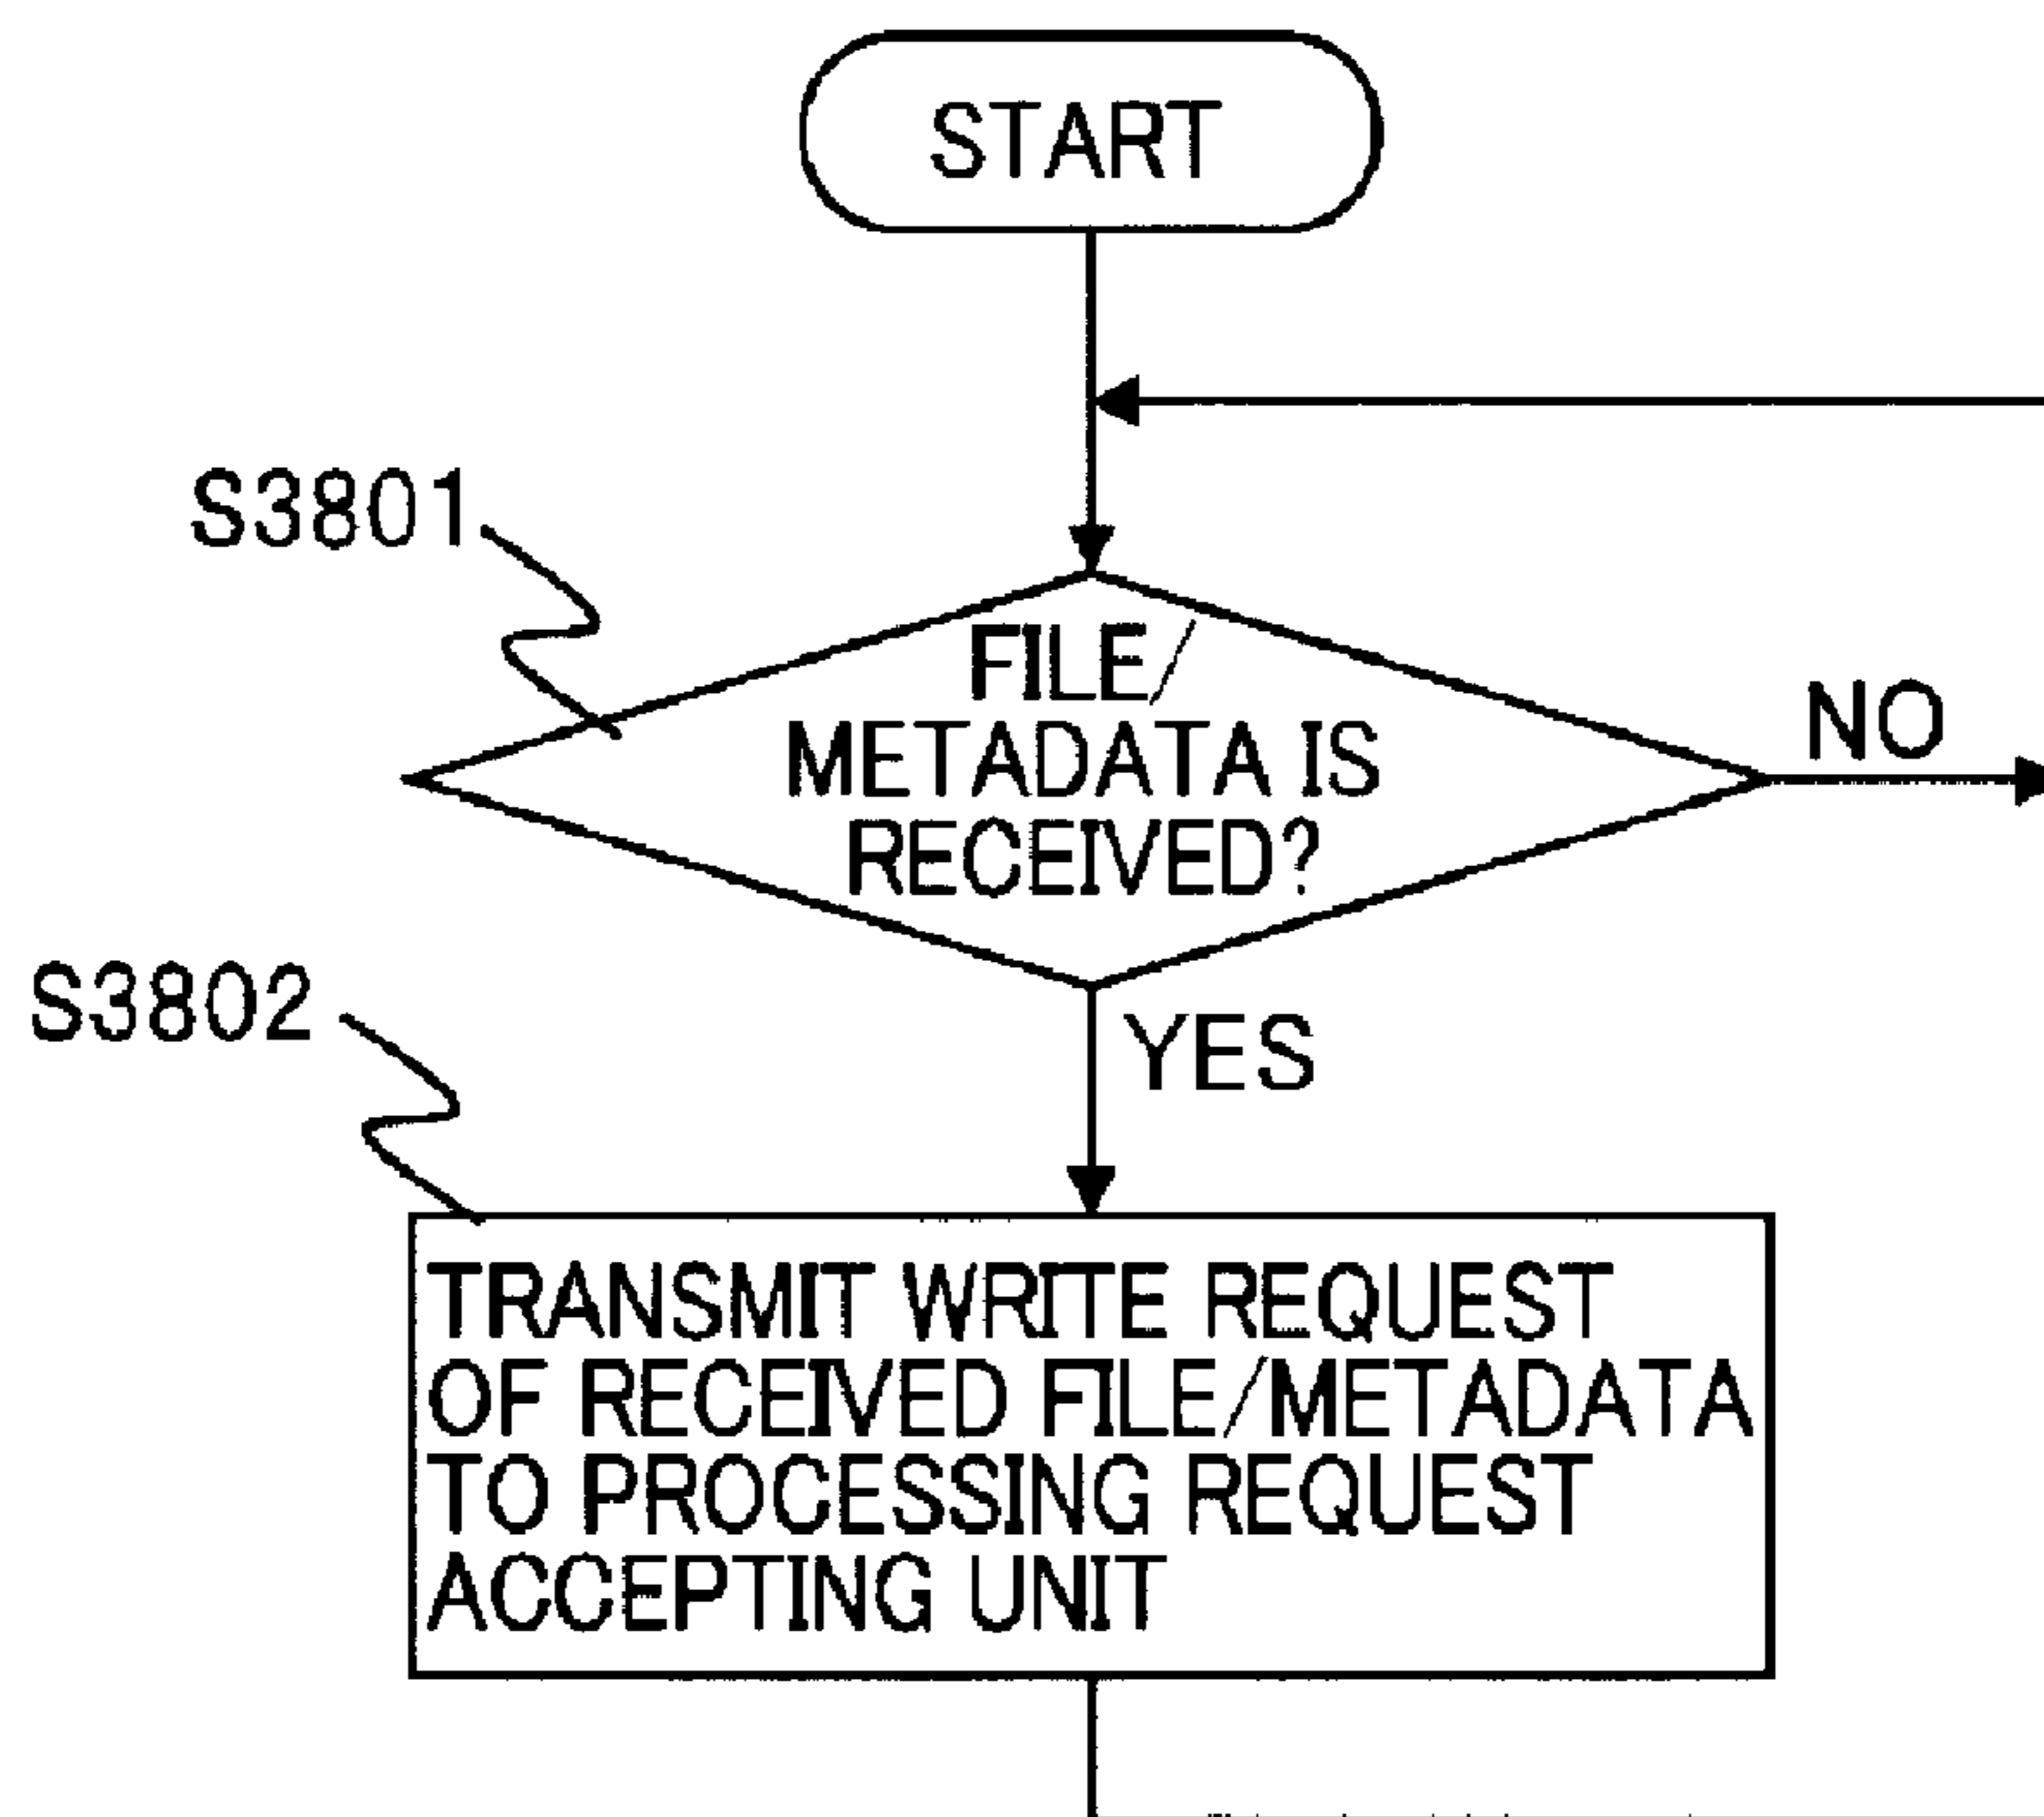 START
S3801
FILE/
METADATA IS
RECEIVED?
NO
S3802
YES
TRANSMIT WRITE REQUEST
OF RECEIVED FILE/METADATA
TO PROCESSING REQUEST
ACCEPTING UNIT